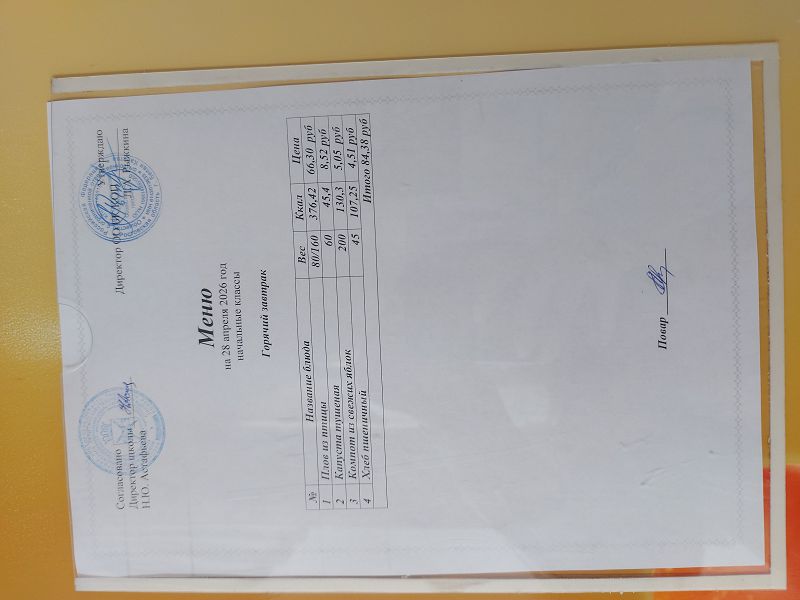 Согласовано
Директор школы
Н.Ю. Астафьева
Утверждаю
Директор
Рыжкина
Меню
на 28 апреля 2026 год
начальные классы
Горячий завтрак
№ Название блюда Вес Ккал Цена
1 Плов из птицы 80/160 376,42 66,30 руб
2 Капуста тушеная 60 45,4 8,52 руб
3 Компот из свежих яблок 200 130,3 5,05 руб
4 Хлеб пшеничный 45 107,25 4,51 руб
Итого 84,38 руб
Повар